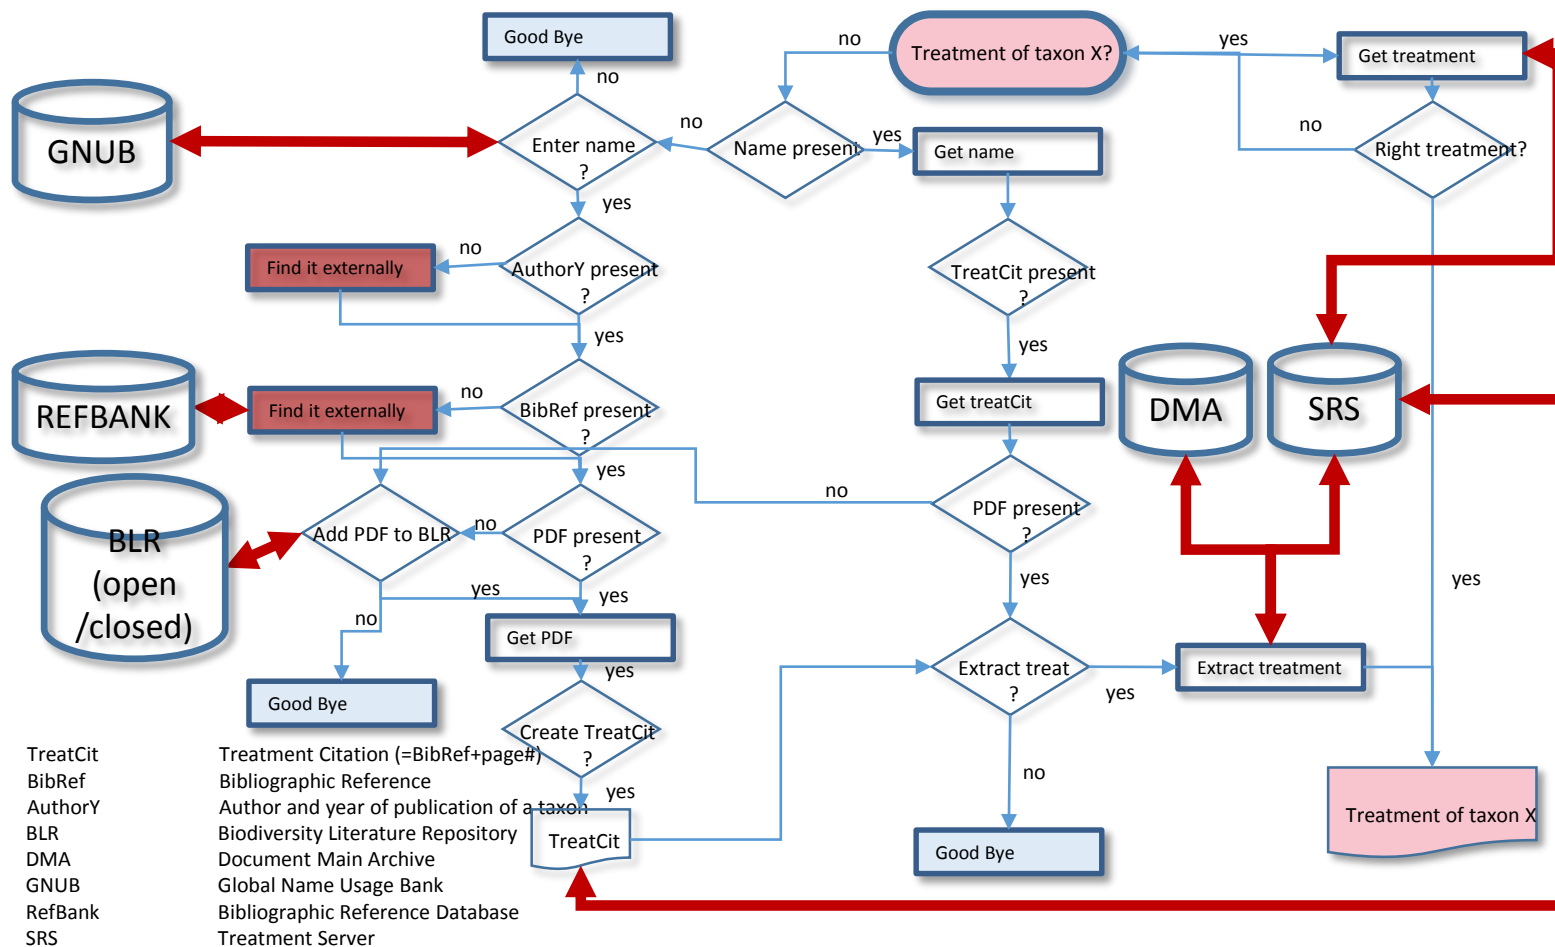 Good Bye
no
Treatment of taxon X?
yes
Get treatment
no
GNUB
Enter name
?
no
Name present
yes
Get name
no
Right treatment?
yes
no
Find it externally
AuthorY present
?
TreatCit present
?
yes
yes
REFBANK
Find it externally
no
BibRef present
?
Get treatCit
DMA
SRS
yes
no
BLR
(open
/closed)
Add PDF to BLR
no
PDF present
?
PDF present
?
yes
yes
yes
yes
no
Get PDF
yes
Extract treat
?
yes
Extract treatment
Good Bye
Create TreatCit
?
no
yes
TreatCit
Good Bye
Treatment of taxon X
TreatCit Treatment Citation (=BibRef+page#)
BibRef Bibliographic Reference
AuthorY Author and year of publication of a taxon
BLR Biodiversity Literature Repository
DMA Document Main Archive
GNUB Global Name Usage Bank
RefBank Bibliographic Reference Database
SRS Treatment Server